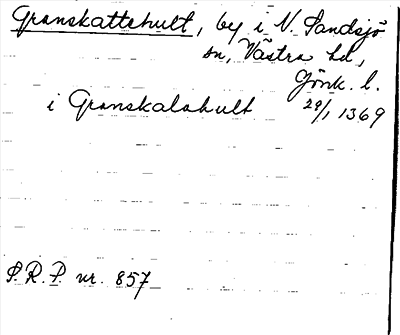 Granskattehult, by i N. Sandsjö
sn, Västra hd,
Jönk. l.
i Granskalahult 29/1 1369
S.R.P. nr. 857